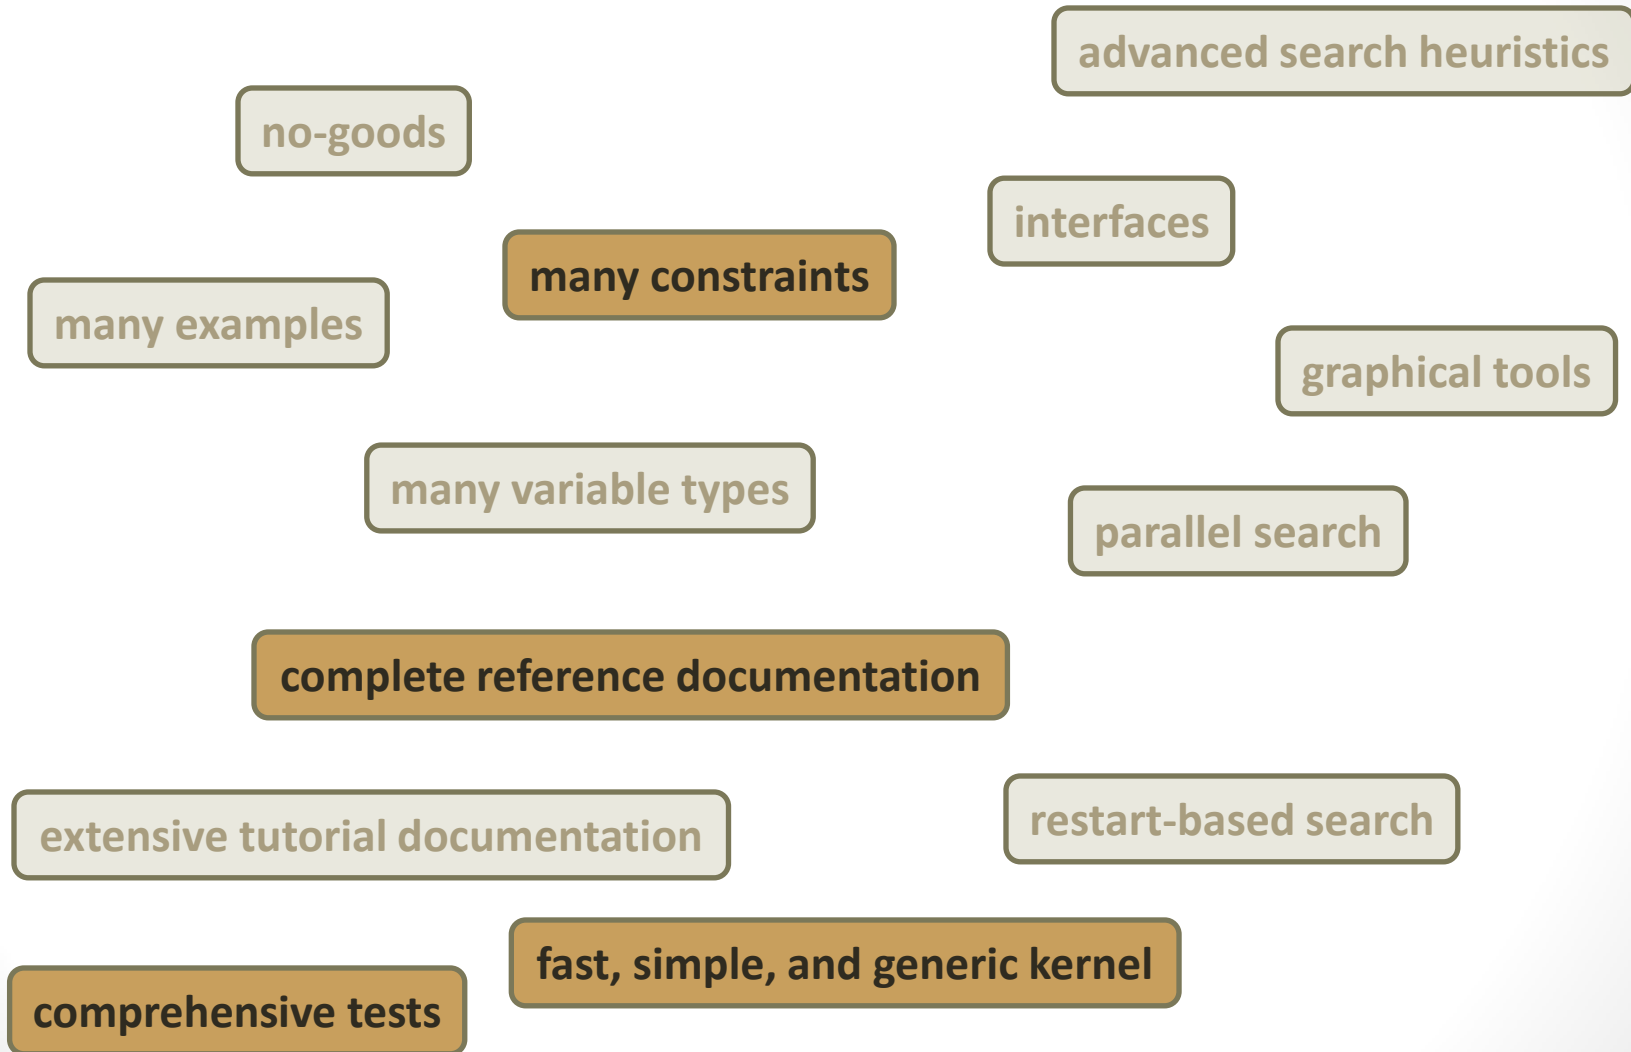 advanced search heuristics
no-goods
interfaces
many constraints
many examples
graphical tools
many variable types
parallel search
complete reference documentation
restart-based search
extensive tutorial documentation
fast, simple, and generic kernel
comprehensive tests